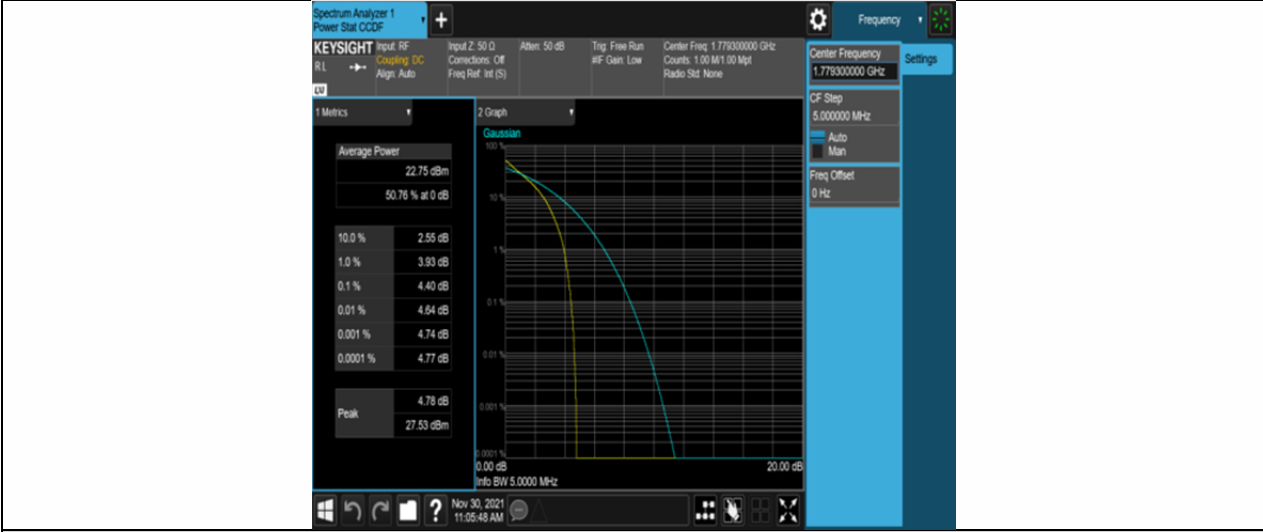 Spectrum Analyzer 1
Power Stat CCDF
+
Frequency
KEYSIGHT
RL
LXI
Input: RF
Coupling: DC
Align: Auto
Input Z: 50 Ω
Corrections: Off
Freq Ref: Int (S)
Atten: 50 dB
Trig: Free Run
#IF Gain: Low
Center Freq: 1.779300000 GHz
Counts: 1.00 M/1.00 Mpt
Radio Std: None
Center Frequency
1.779300000 GHz
Settings
CF Step
5.000000 MHz
Auto
Man
Freq Offset
0 Hz
1 Metrics
Average Power
22.75 dBm
50.76 % at 0 dB
10.0 % 2.55 dB
1.0 % 3.93 dB
0.1 % 4.40 dB
0.01 % 4.64 dB
0.001 % 4.74 dB
0.0001 % 4.77 dB
Peak
4.78 dB
27.53 dBm
2 Graph
Gaussian
100 %
10 %
1 %
0.1 %
0.01 %
0.001 %
0.0001 %
0.00 dB 20.00 dB
Info BW 5.0000 MHz
?
Nov 30, 2021
11:05:48 AM